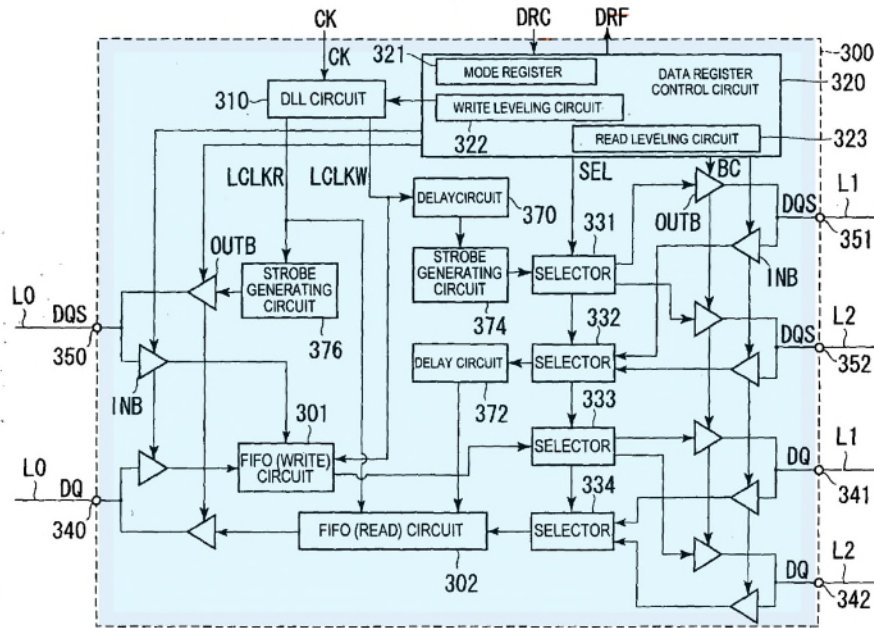 CK
DRC
DRF
CK
321
MODE REGISTER
DATA REGISTER
CONTROL CIRCUIT
300
320
310
DLL CIRCUIT
WRITE LEVELING CIRCUIT
322
READ LEVELING CIRCUIT
323
LCLKR
LCLKW
SEL
BC
DELAYCIRCUIT
370
OUTB
DQS
L1
351
331
OUTB
STROBE
GENERATING
CIRCUIT
376
STROBE
GENERATING
CIRCUIT
374
SELECTOR
INB
L0
DQS
350
332
DELAY CIRCUIT
372
SELECTOR
DQS
L2
352
INB
301
FIFO (WRITE)
CIRCUIT
333
SELECTOR
L0
DQ
340
DQ
L1
341
334
FIFO (READ) CIRCUIT
302
SELECTOR
DQ
L2
342